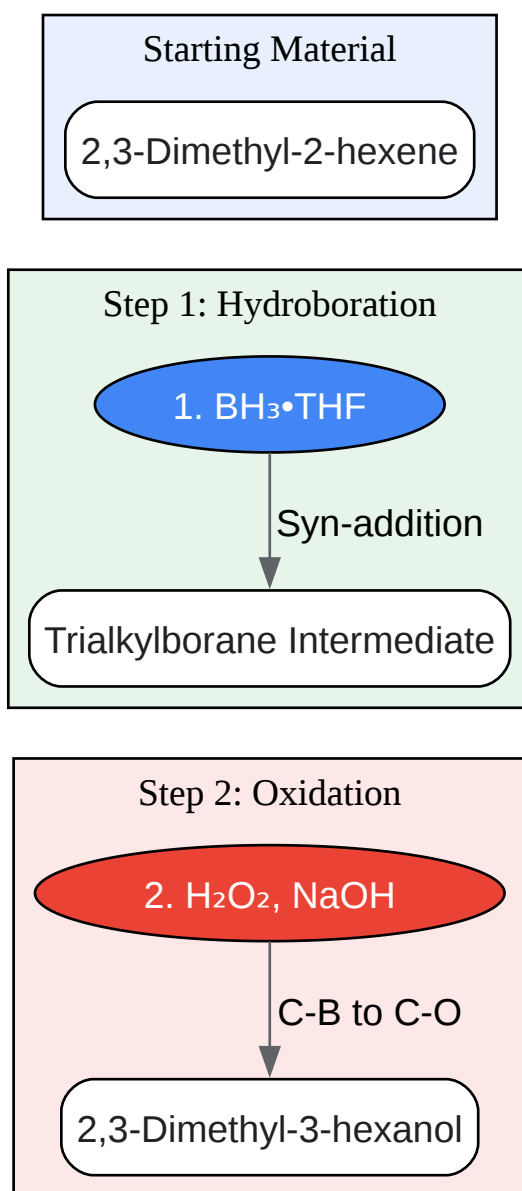 Starting Material
2,3-Dimethyl-2-hexene
Step 1: Hydroboration
1. BH₃•THF
Syn-addition
Trialkylborane Intermediate
Step 2: Oxidation
2. H₂O₂, NaOH
C-B to C-O
2,3-Dimethyl-3-hexanol